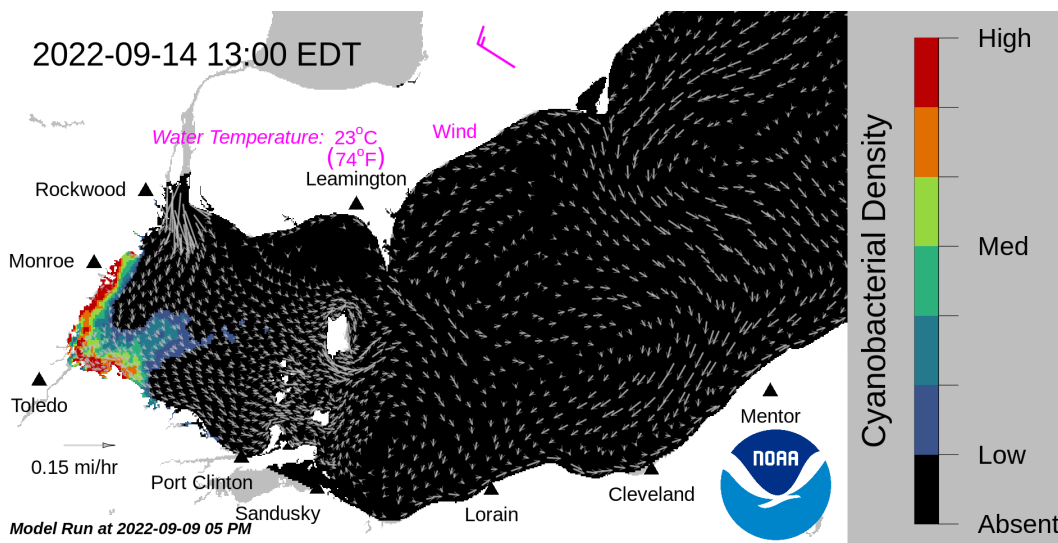 2022-09-14 13:00 EDT
Water Temperature: 23°C
(74°F)
Wind
Leamington
Rockwood
Monroe
Toledo
0.15 mi/hr
Port Clinton
Sandusky
Lorain
Cleveland
Mentor
NOAA
Model Run at 2022-09-09 05 PM
Cyanobacterial Density
High
Med
Low
Absent